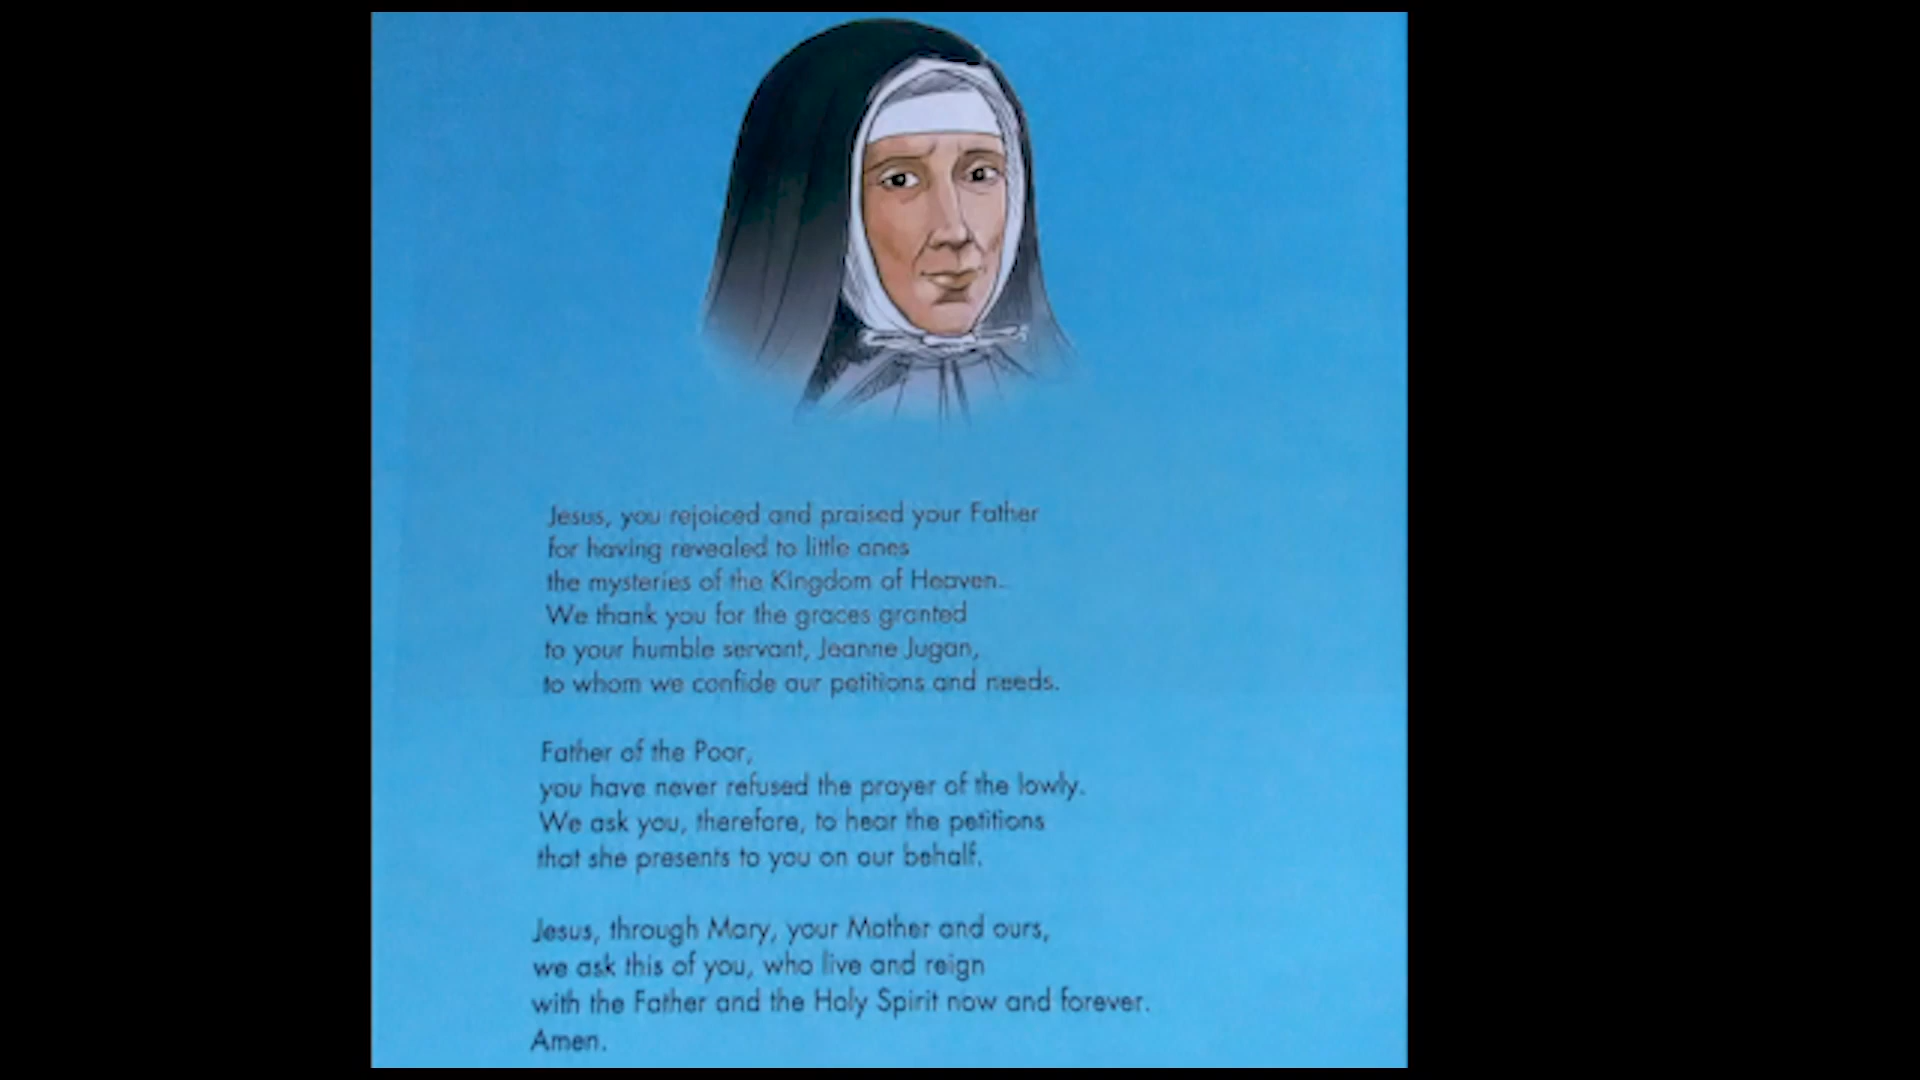 Jesus, you rejoiced and praised your Father
for having revealed to little ones
the mysteries of the Kingdom of Heaven.
We thank you for the graces granted
to your humble servant, Jeanne Jugan,
to whom we confide our petitions and needs.
Father of the Poor,
you have never refused the prayer of the lowly.
We ask you, therefore, to hear the petitions
that she presents to you on our behalf.
Jesus, through Mary, your Mother and ours,
we ask this of you, who live and reign
with the Father and the Holy Spirit now and forever.
Amen.